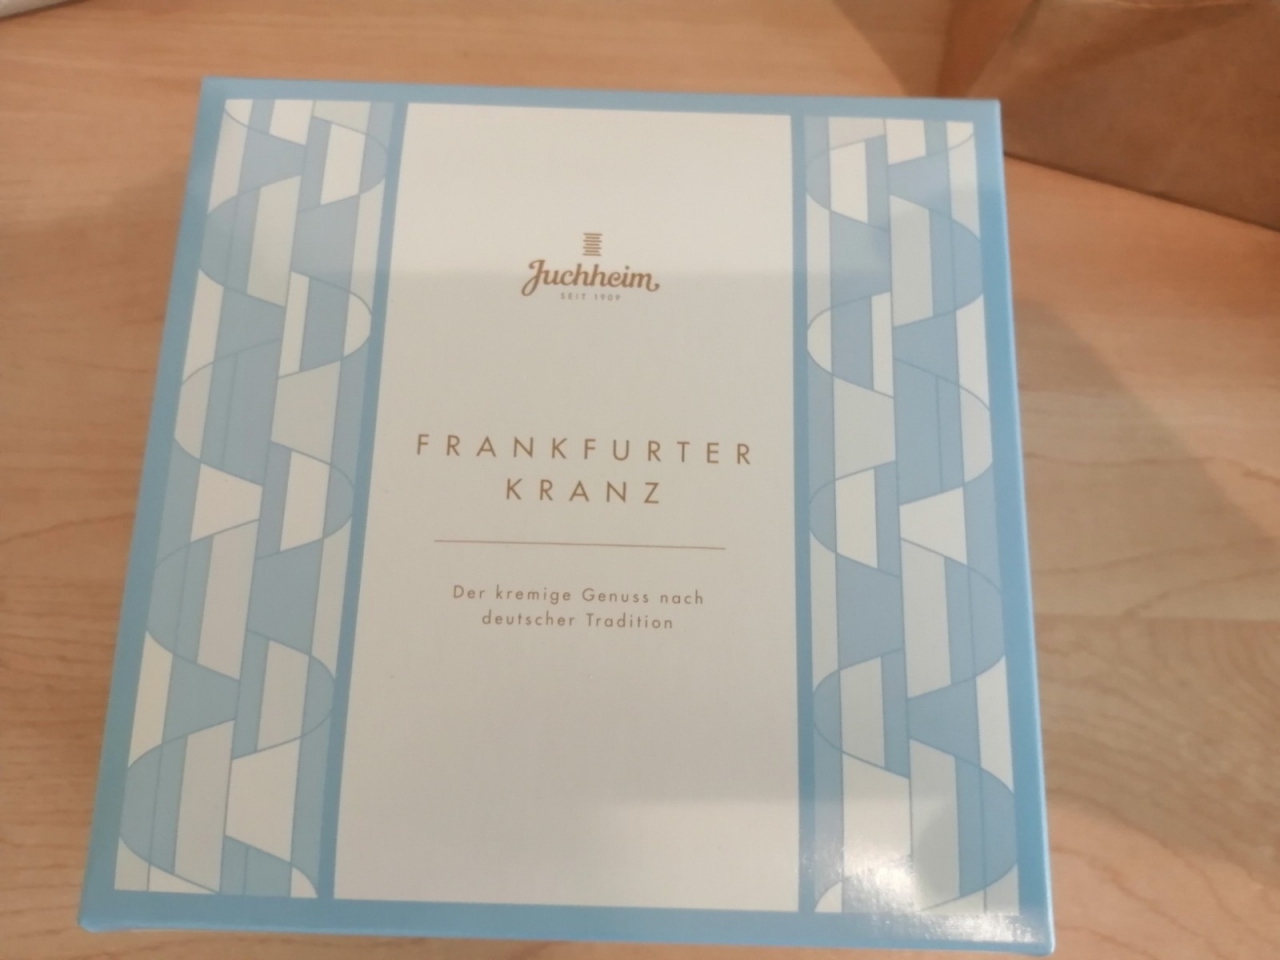 Juchheim
SEIT 1909
FRANKFURTER
KRANZ
Der kremige Genuss nach
deutscher Tradition